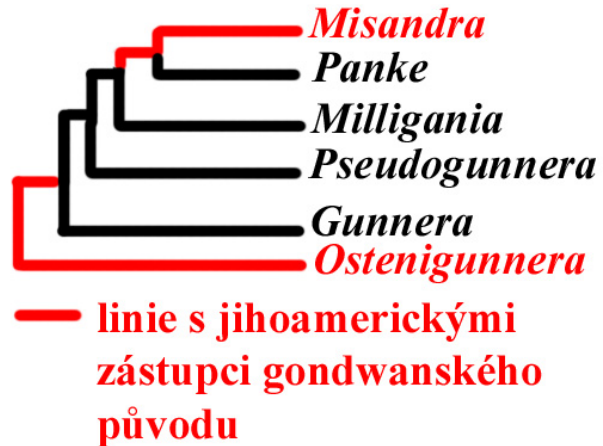 Misandra
Panke
Milligania
Pseudogunnera
Gunnera
Ostenigunnera
linie s jihoamerickými
zástupci gondwanského
původu